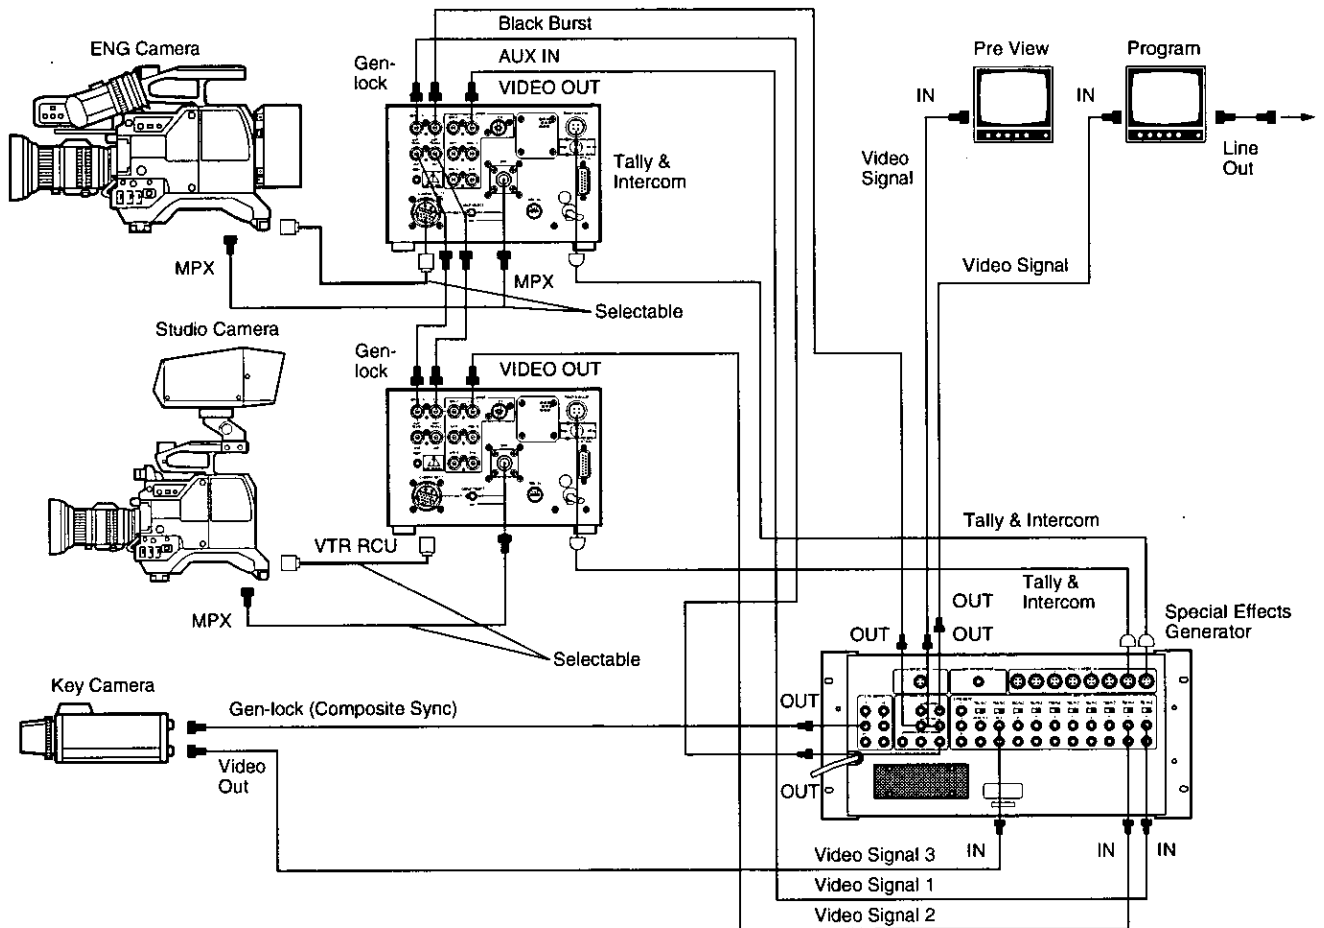 Black Burst
ENG Camera
Gen-
lock
AUX IN
VIDEO OUT
Pre View
Program
IN
IN
Tally &
Intercom
Video
Signal
Line
Out
MPX
MPX
Video Signal
Selectable
Studio Camera
Gen-
lock
VIDEO OUT
Tally & Intercom
VTR RCU
Tally &
Intercom
OUT
OUT
OUT
Special Effects
Generator
MPX
Selectable
Key Camera
OUT
Gen-lock (Composite Sync)
Video
Out
OUT
Video Signal 3
IN
IN
IN
Video Signal 1
Video Signal 2